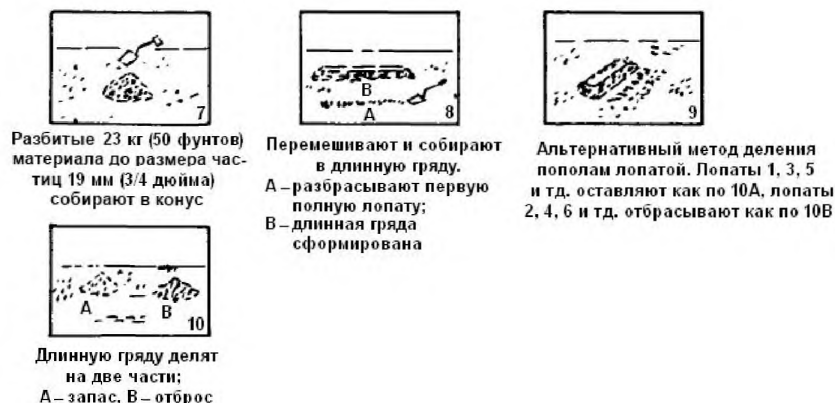 7
Разбитые 23 кг (50 фунтов)
материала до размера час-
тиц 19 мм (3/4 дюйма)
собирают в конус
B
A
8
Перемешивают и собирают
в длинную гряду.
A – разбрасывают первую
полную лопату;
B – длинная гряда
сформирована
9
Альтернативный метод деления
пополам лопатой. Лопаты 1, 3, 5
и тд. оставляют как по 10A, лопаты
2, 4, 6 и тд. отбрасывают как по 10B
A
B
10
Длинную гряду делят
на две части;
A – запас, B – отброс